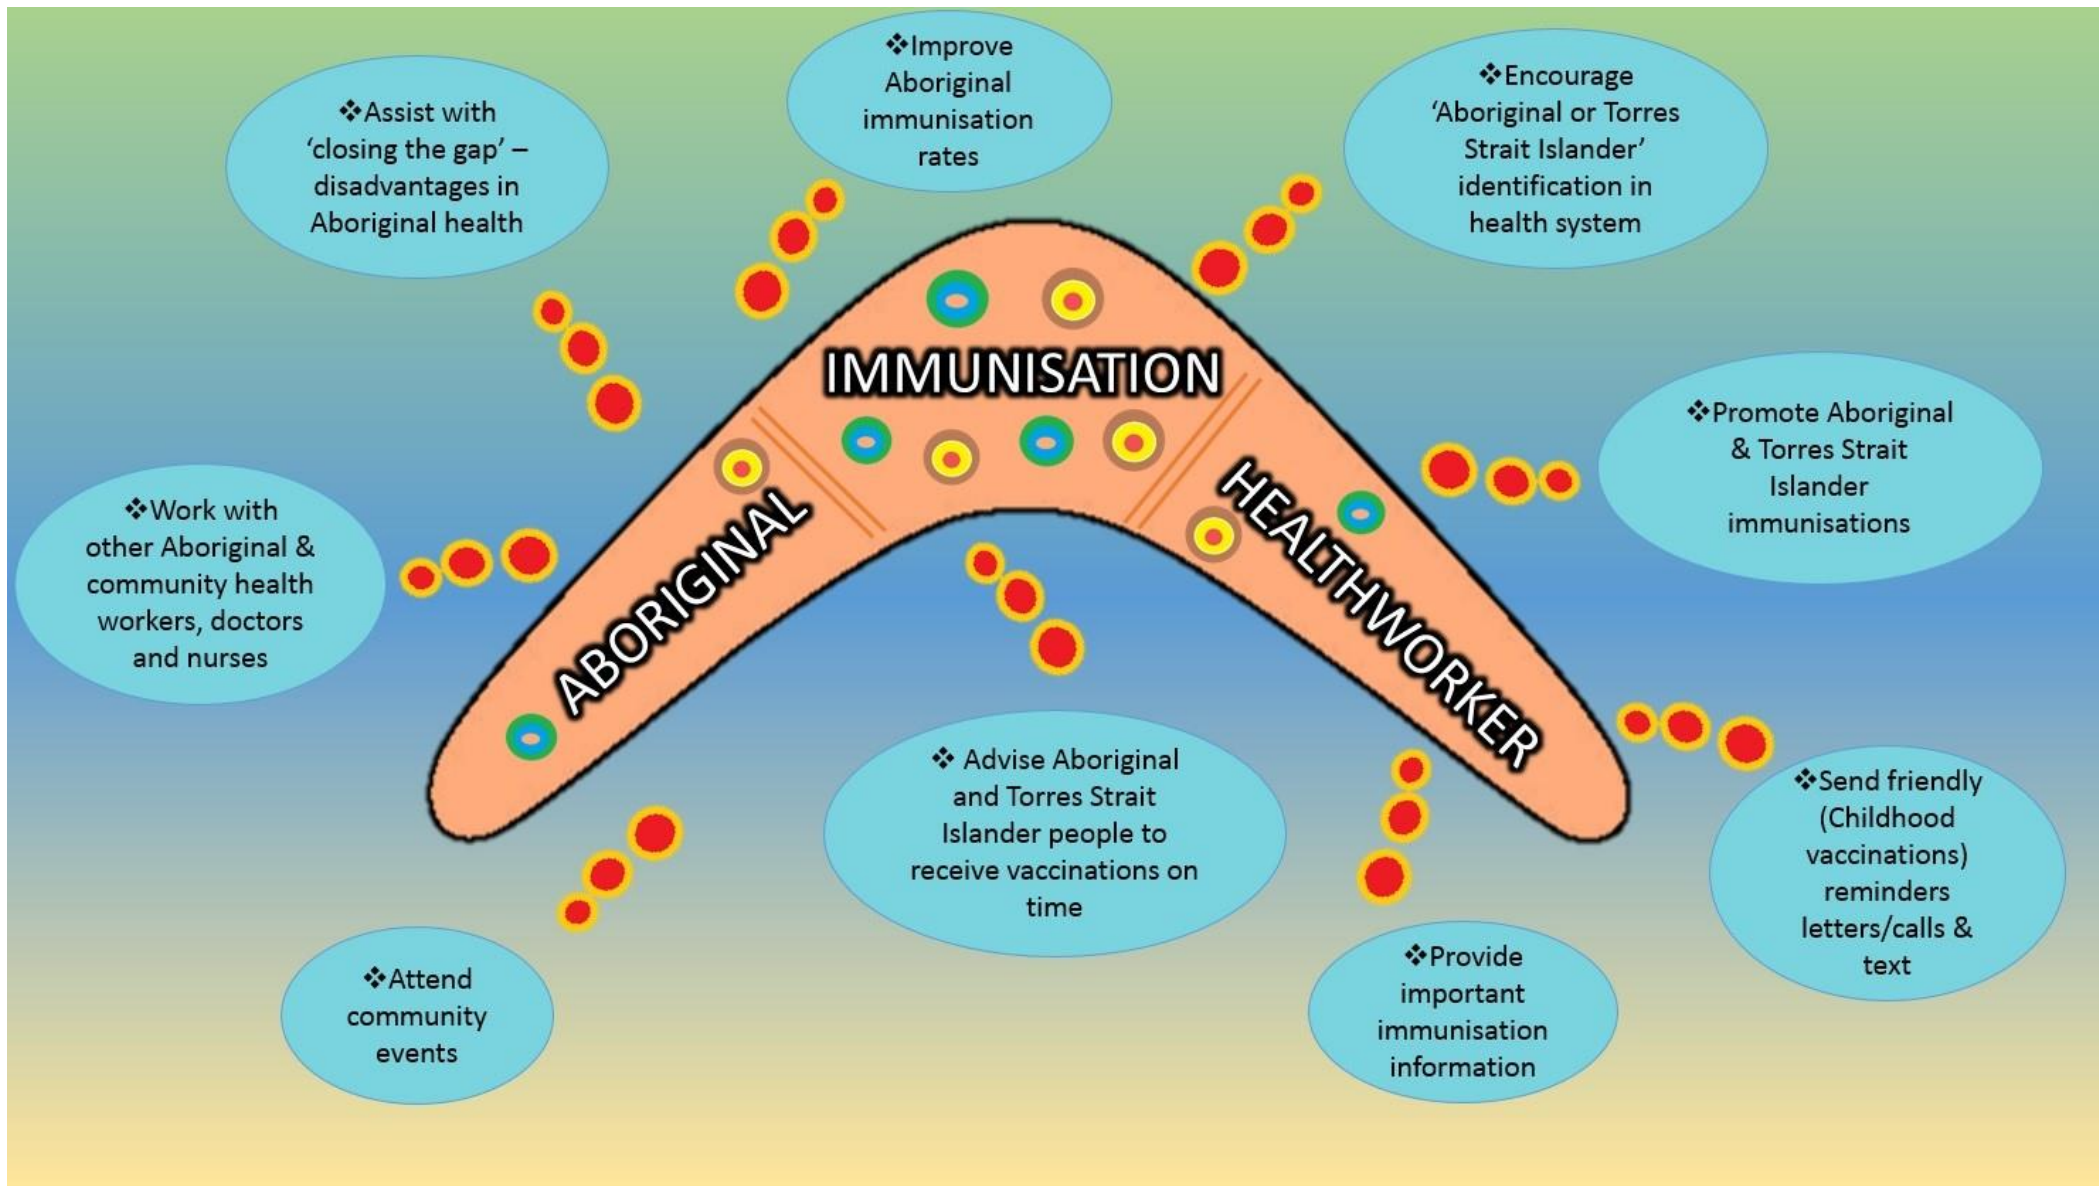 ❖Improve
Aboriginal
immunisation
rates
❖Encourage
‘Aboriginal or Torres
Strait Islander’
identification in
health system
❖Assist with
‘closing the gap’ –
disadvantages in
Aboriginal health
IMMUNISATION
❖Promote Aboriginal
& Torres Strait
Islander
immunisations
❖Work with
other Aboriginal &
community health
workers, doctors
and nurses
ABORIGINAL
HEALTHWORKER
❖ Advise Aboriginal
and Torres Strait
Islander people to
receive vaccinations on
time
❖Send friendly
(Childhood
vaccinations)
reminders
letters/calls &
text
❖Attend
community
events
❖Provide
important
immunisation
information